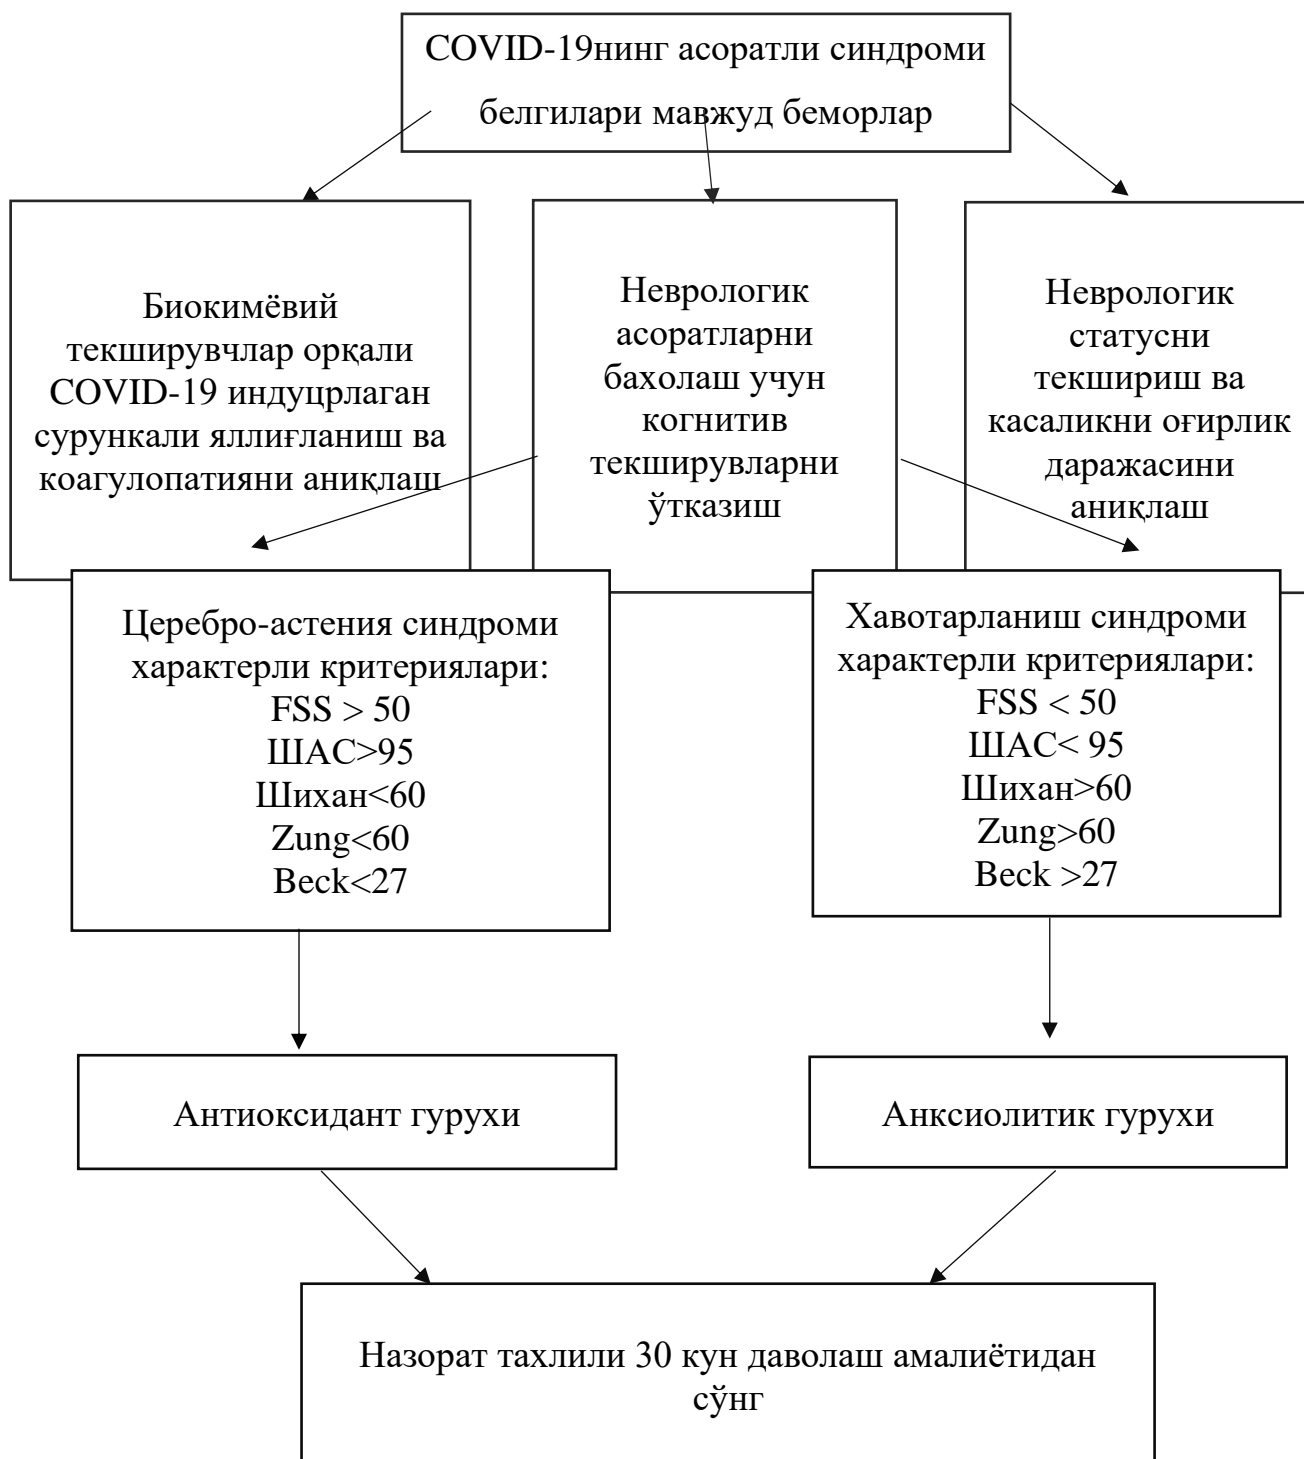 COVID-19нинг асоратли синдроми
белгилари мавжуд беморлар
Биокимёвий
текширувчлар орқали
COVID-19 индуцрлаган
сурункали яллиғланиш ва
коагулопатияни аниқлаш
Неврологик
асоратларни
бахолаш учун
когнитив
текширувларни
ўтказиш
Неврологик
статусни
текшириш ва
касаликни оғирлик
даражасини
аниқлаш
Церебро-астения синдроми
характерли критериялари:
FSS > 50
ШАС>95
Шихан<60
Zung<60
Beck<27
Хавотарланиш синдроми
характерли критериялари:
FSS < 50
ШАС< 95
Шихан>60
Zung>60
Beck >27
Антиоксидант гурухи
Анксиолитик гурухи
Назорат тахлили 30 кун даволаш амалиётидан
сўнг